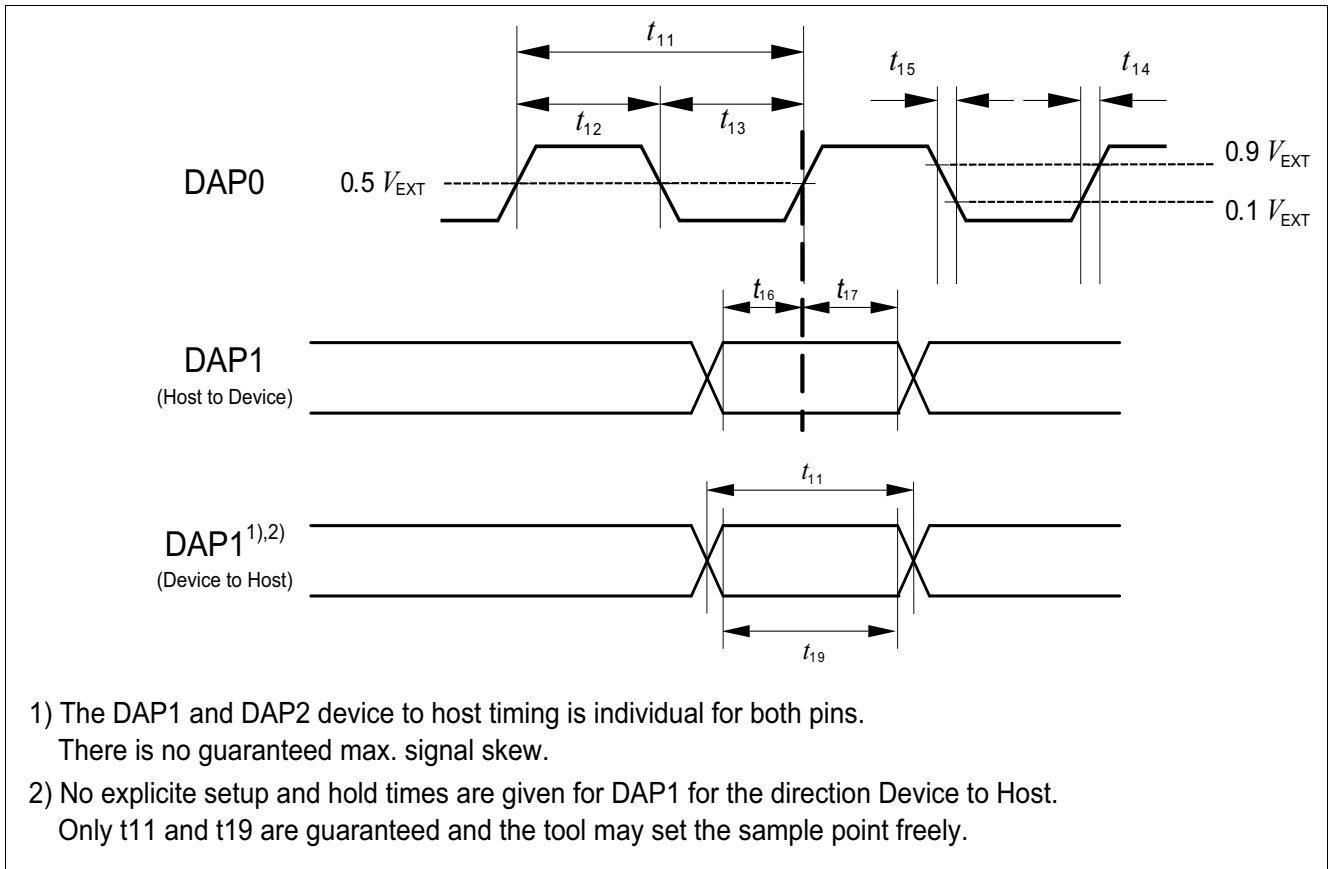 t11
t15
t14
t12
t13
DAP0
0.5 VEXT
0.9 VEXT
0.1 VEXT
t16
t17
DAP1
(Host to Device)
t11
DAP11),2)
(Device to Host)
t19
1) The DAP1 and DAP2 device to host timing is individual for both pins.
There is no guaranteed max. signal skew.
2) No explicite setup and hold times are given for DAP1 for the direction Device to Host.
Only t11 and t19 are guaranteed and the tool may set the sample point freely.